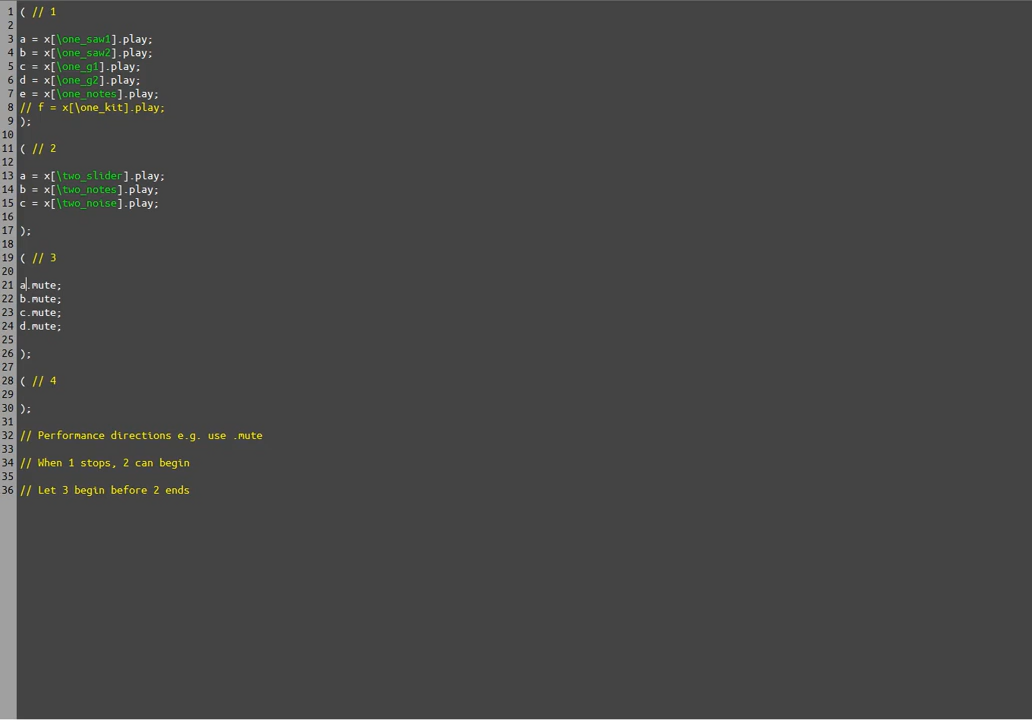 1 ( // 1
2
3 a = x[\one_saw1].play;
4 b = x[\one_saw2].play;
5 c = x[\one_g1].play;
6 d = x[\one_g2].play;
7 e = x[\one_notes].play;
8 // f = x[\one_kit].play;
9 );
10
11 ( // 2
12
13 a = x[\two_slider].play;
14 b = x[\two_notes].play;
15 c = x[\two_noise].play;
16
17 );
18
19 ( // 3
20
21 a.mute;
22 b.mute;
23 c.mute;
24 d.mute;
25
26 );
27
28 ( // 4
29
30 );
31
32 // Performance directions e.g. use .mute
33
34 // When 1 stops, 2 can begin
35
36 // Let 3 begin before 2 ends